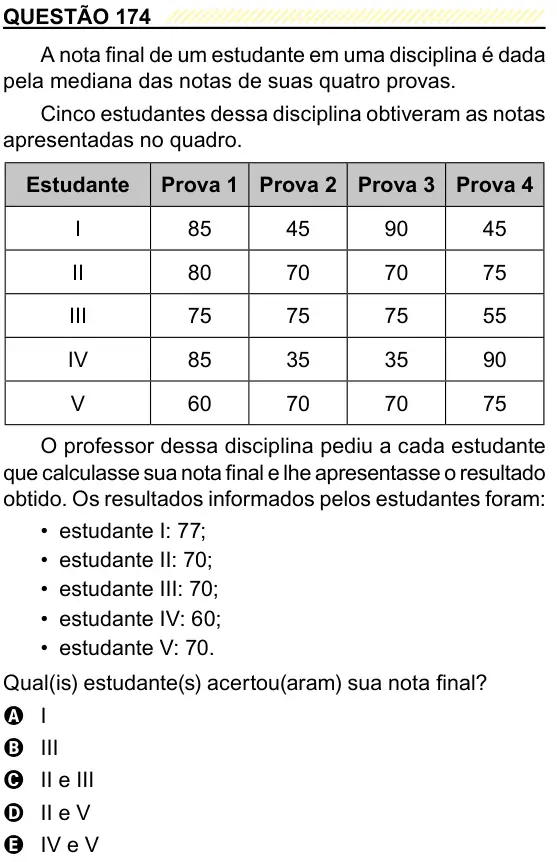 QUESTÃO 174
A nota final de um estudante em uma disciplina é dada
pela mediana das notas de suas quatro provas.
Cinco estudantes dessa disciplina obtiveram as notas
apresentadas no quadro.
Estudante Prova 1 Prova 2 Prova 3 Prova 4
I 85 45 90 45
II 80 70 70 75
III 75 75 75 55
IV 85 35 35 90
V 60 70 70 75
O professor dessa disciplina pediu a cada estudante
que calculasse sua nota final e lhe apresentasse o resultado
obtido. Os resultados informados pelos estudantes foram:
• estudante I: 77;
• estudante II: 70;
• estudante III: 70;
• estudante IV: 60;
• estudante V: 70.
Qual(is) estudante(s) acertou(aram) sua nota final?
A I
B III
C II e III
D II e V
E IV e V